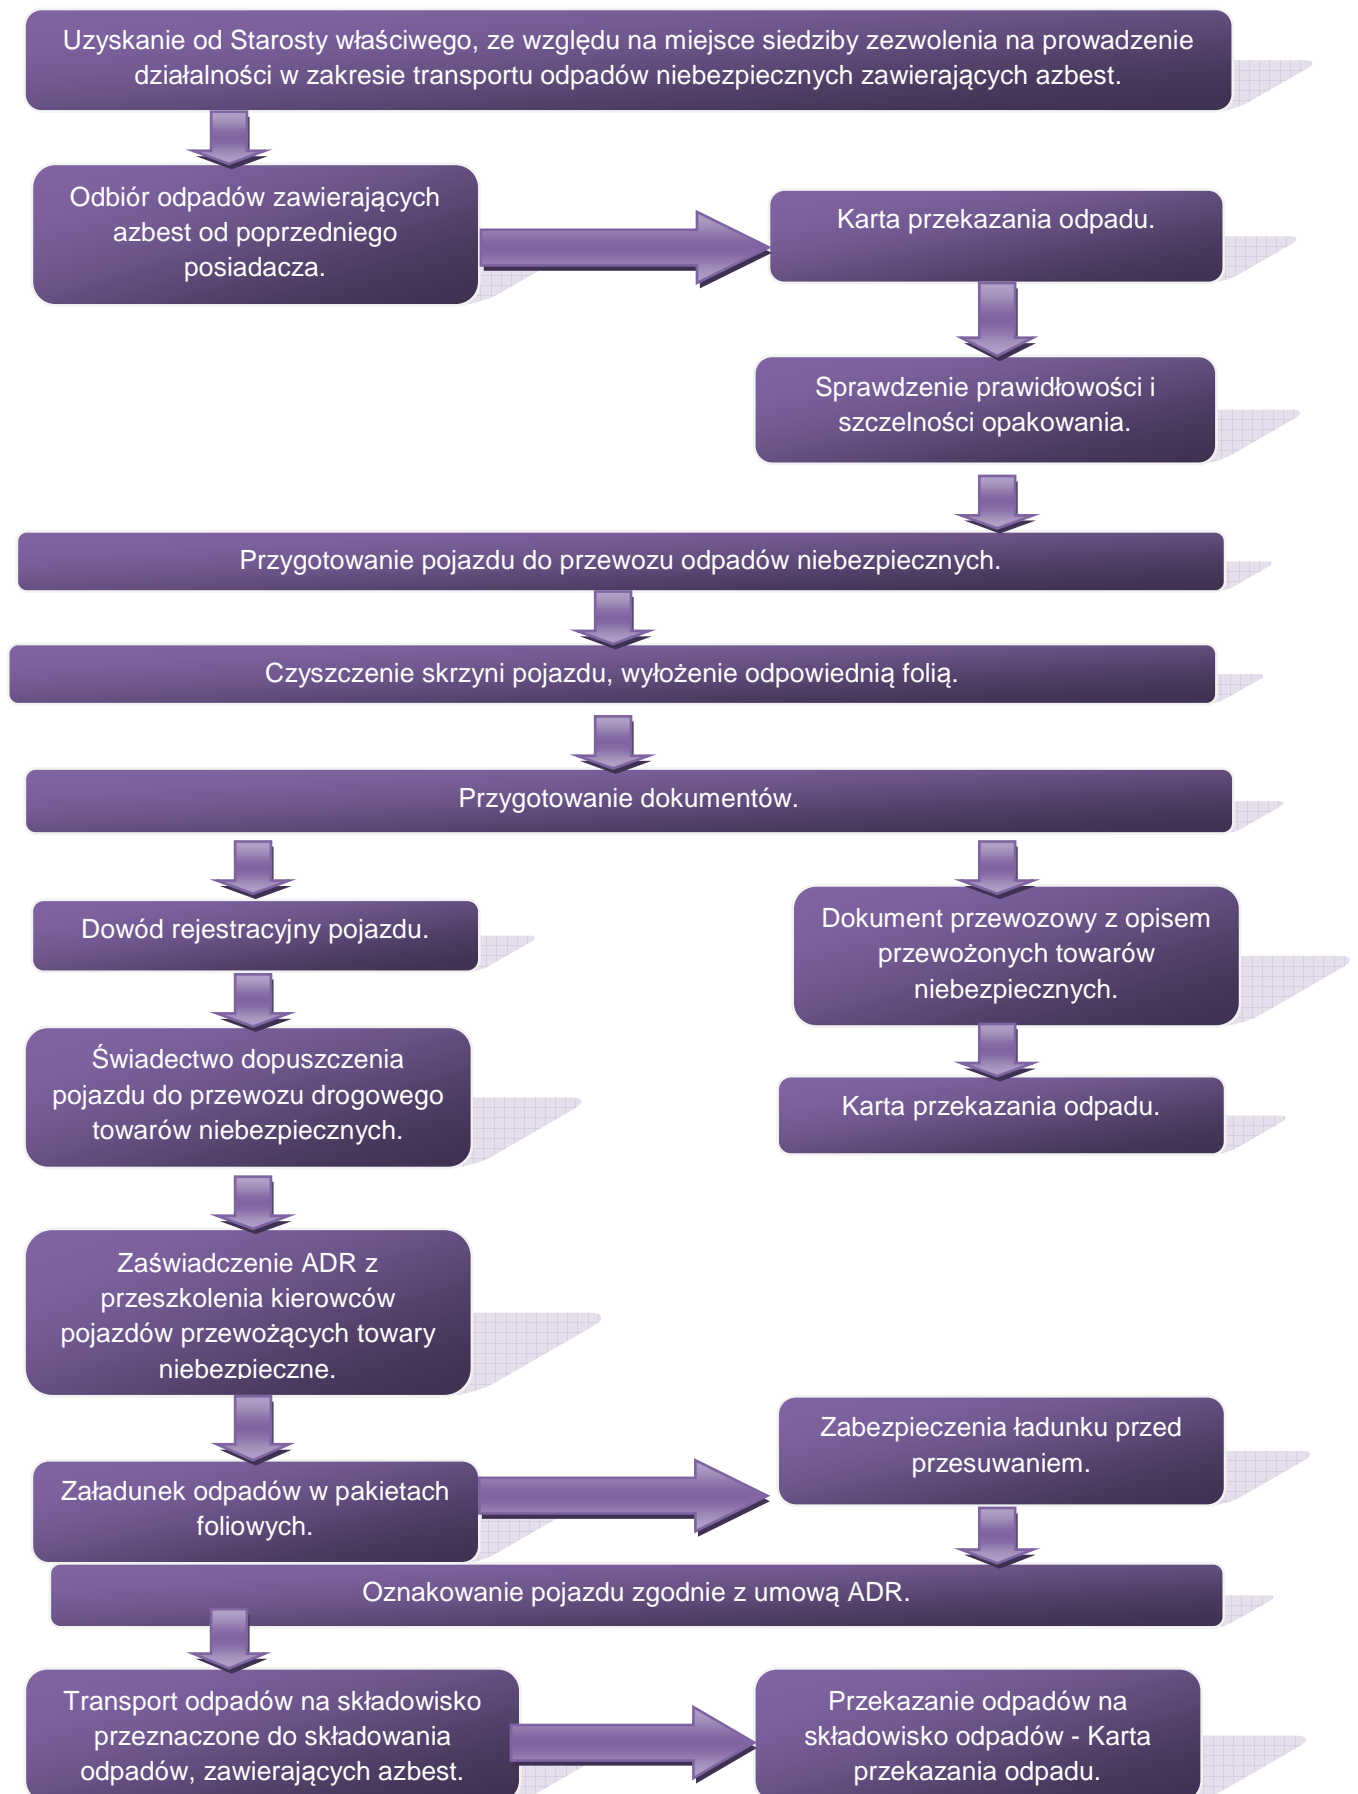 Uzyskanie od Starosty właściwego, ze względu na miejsce siedziby zezwolenia na prowadzenie
działalności w zakresie transportu odpadów niebezpiecznych zawierających azbest.
Odbiór odpadów zawierających
azbest od poprzedniego
posiadacza.
Karta przekazania odpadu.
Sprawdzenie prawidłowości i
szczelności opakowania.
Przygotowanie pojazdu do przewozu odpadów niebezpiecznych.
Czyszczenie skrzyni pojazdu, wyłożenie odpowiednią folią.
Przygotowanie dokumentów.
Dowód rejestracyjny pojazdu.
Świadectwo dopuszczenia
pojazdu do przewozu drogowego
towarów niebezpiecznych.
Zaświadczenie ADR z
przeszkolenia kierowców
pojazdów przewożących towary
niebezpieczne.
Dokument przewozowy z opisem
przewożonych towarów
niebezpiecznych.
Karta przekazania odpadu.
Załadunek odpadów w pakietach
foliowych.
Zabezpieczenia ładunku przed
przesuwaniem.
Oznakowanie pojazdu zgodnie z umową ADR.
Transport odpadów na składowisko
przeznaczone do składowania
odpadów, zawierających azbest.
Przekazanie odpadów na
składowisko odpadów - Karta
przekazania odpadu.